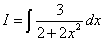 I = ∫ 3 / (2 + 2x²) dx